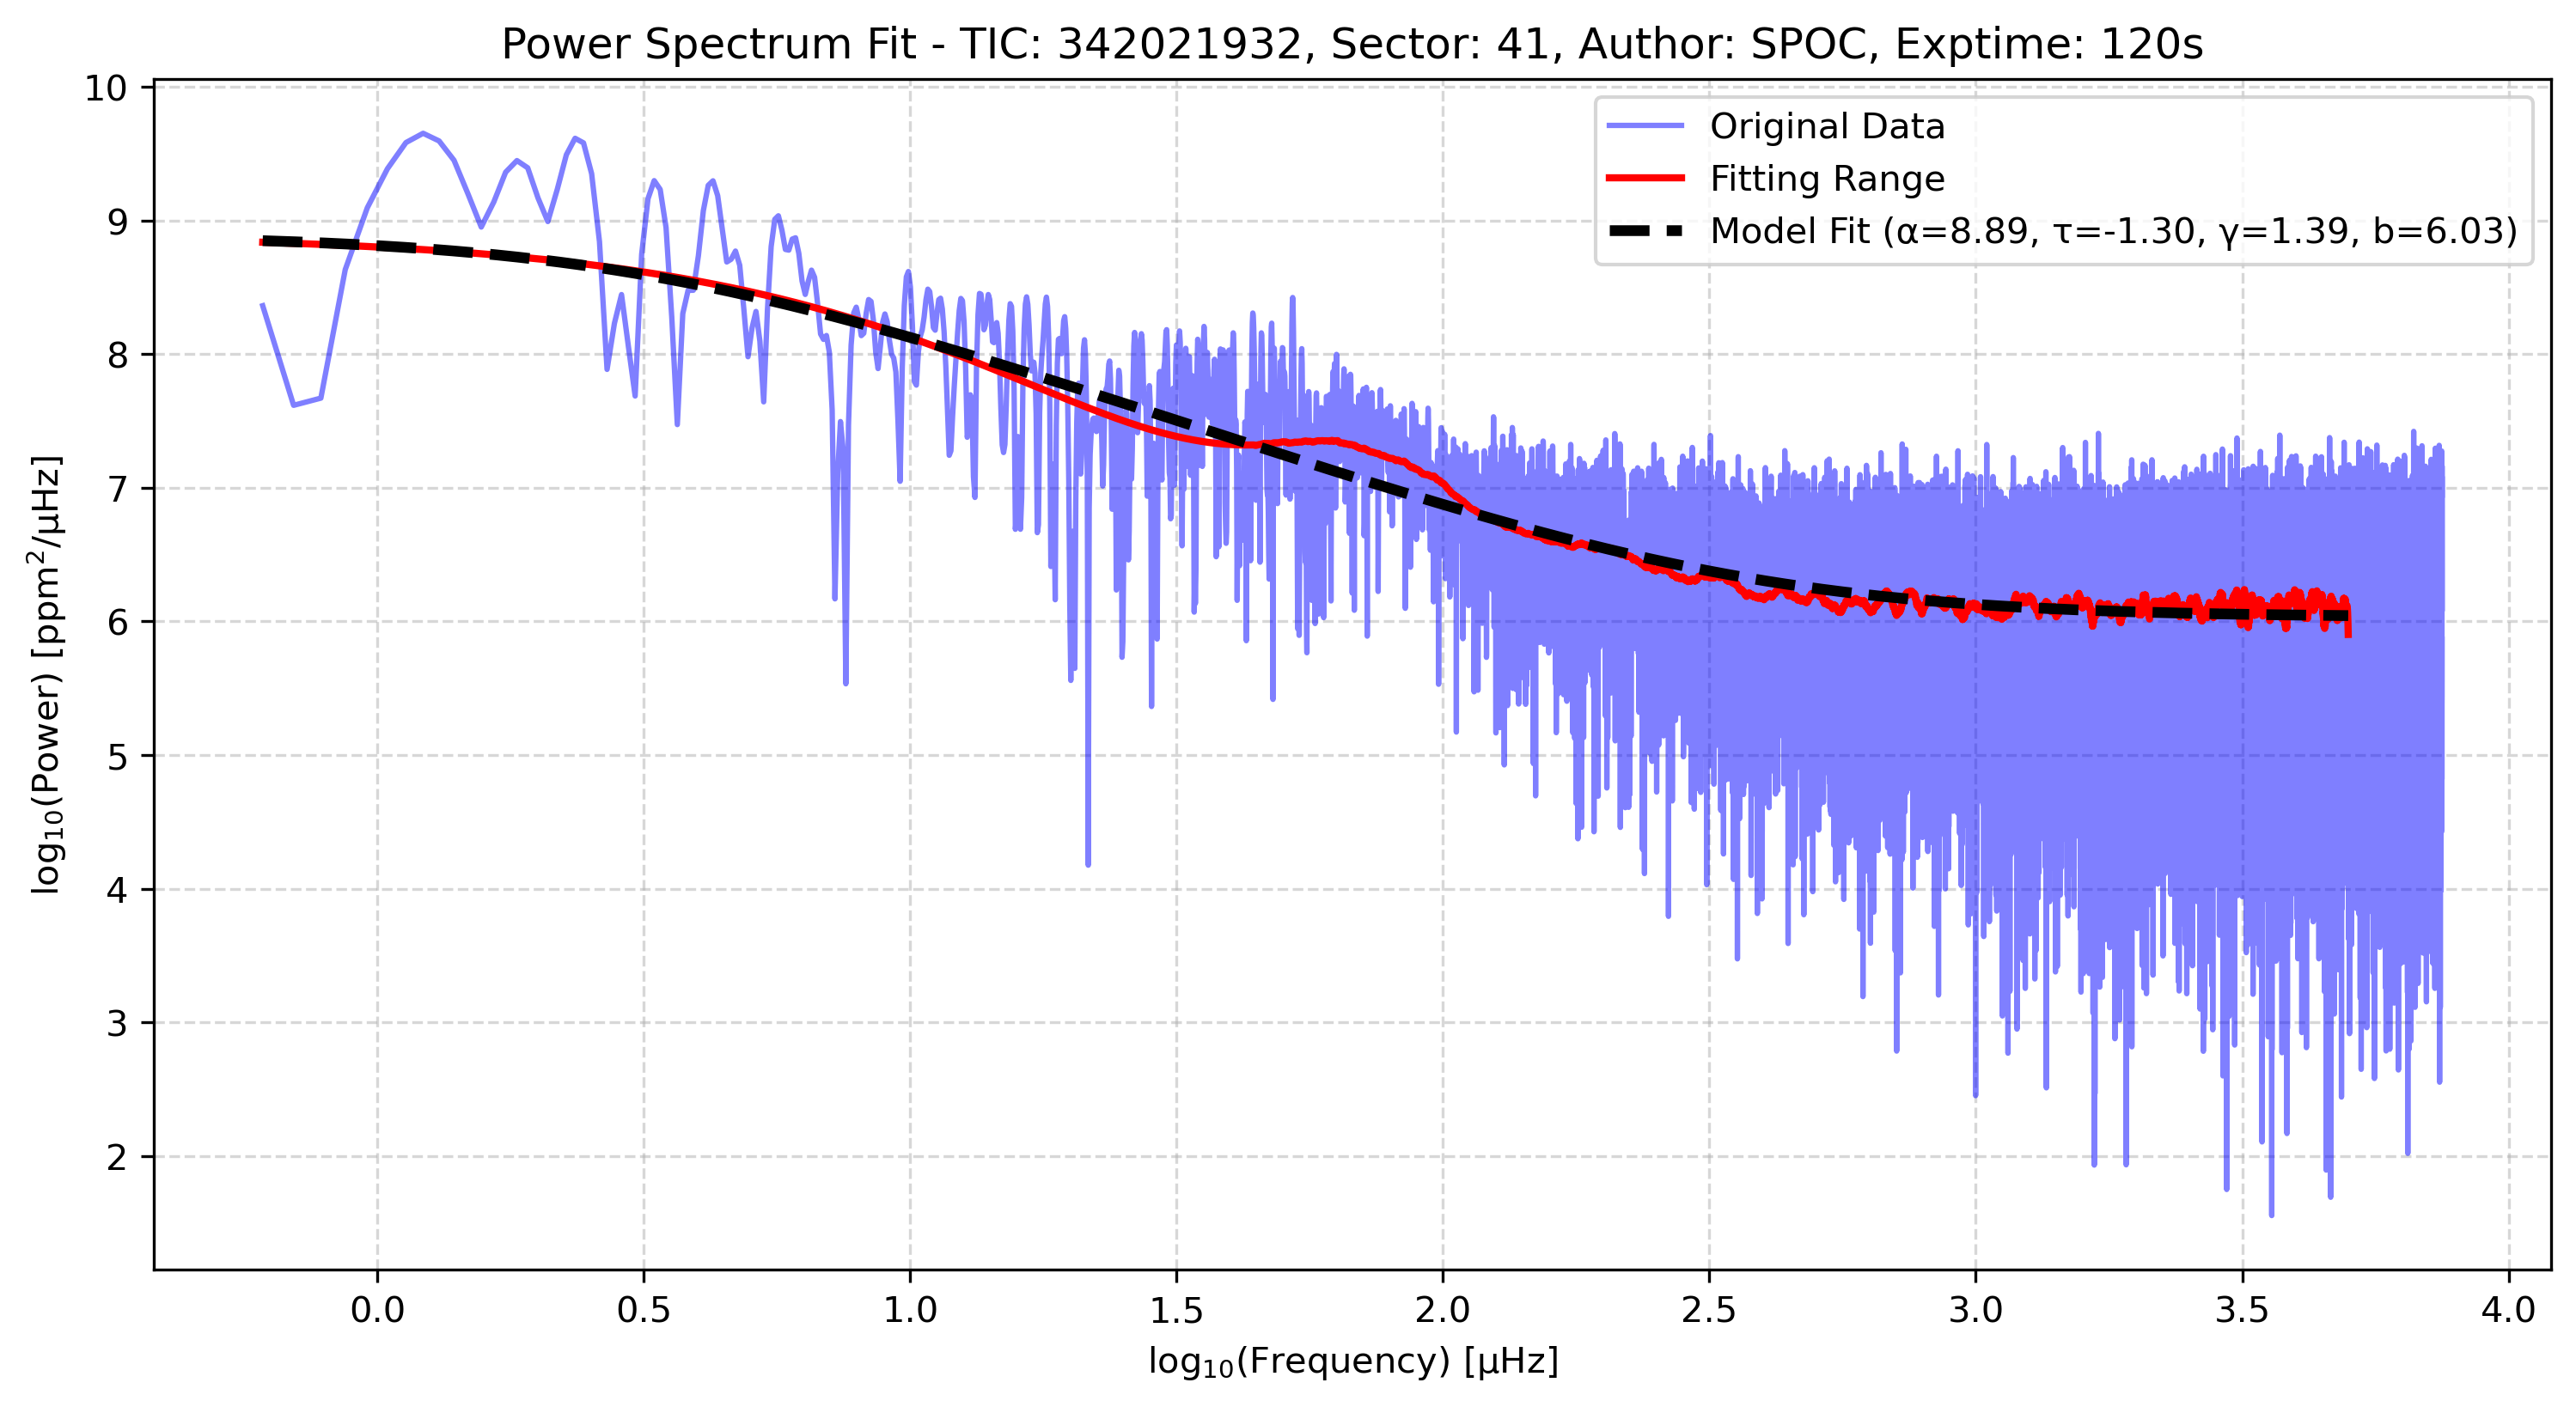 Power Spectrum Fit - TIC: 342021932, Sector: 41, Author: SPOC, Exptime: 120s
Original Data
Fitting Range
Model Fit (α=8.89, τ=-1.30, γ=1.39, b=6.03)
log₁₀(Power) [ppm²/μHz]
10
9
8
7
6
5
4
3
2
0.0 0.5 1.0 1.5 2.0 2.5 3.0 3.5 4.0
log₁₀(Frequency) [μHz]